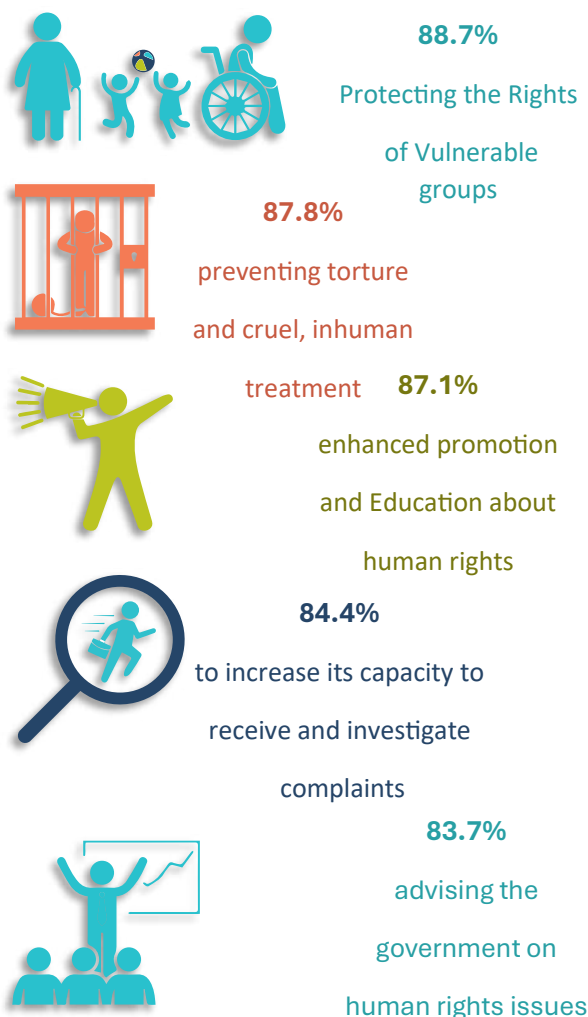 88.7%
Protecting the Rights
of Vulnerable
groups
87.8%
preventing torture
and cruel, inhuman
treatment
87.1%
enhanced promotion
and Education about
human rights
84.4%
to increase its capacity to
receive and investigate
complaints
83.7%
advising the
government on
human rights issues